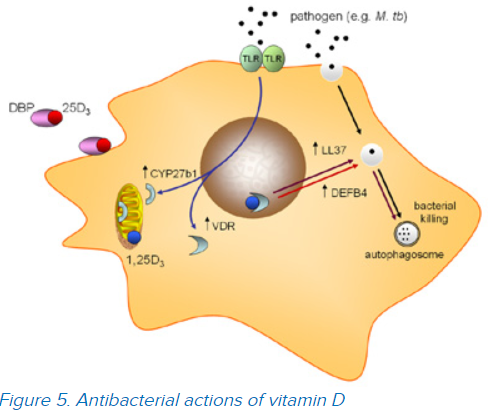 pathogen (e.g. M. tb)
TLR TLR
DBP 25D3
↑LL37
↑CYP27b1
↑DEFB4
↑VDR
bacterial
killing
autophagosome
1,25D3
Figure 5. Antibacterial actions of vitamin D